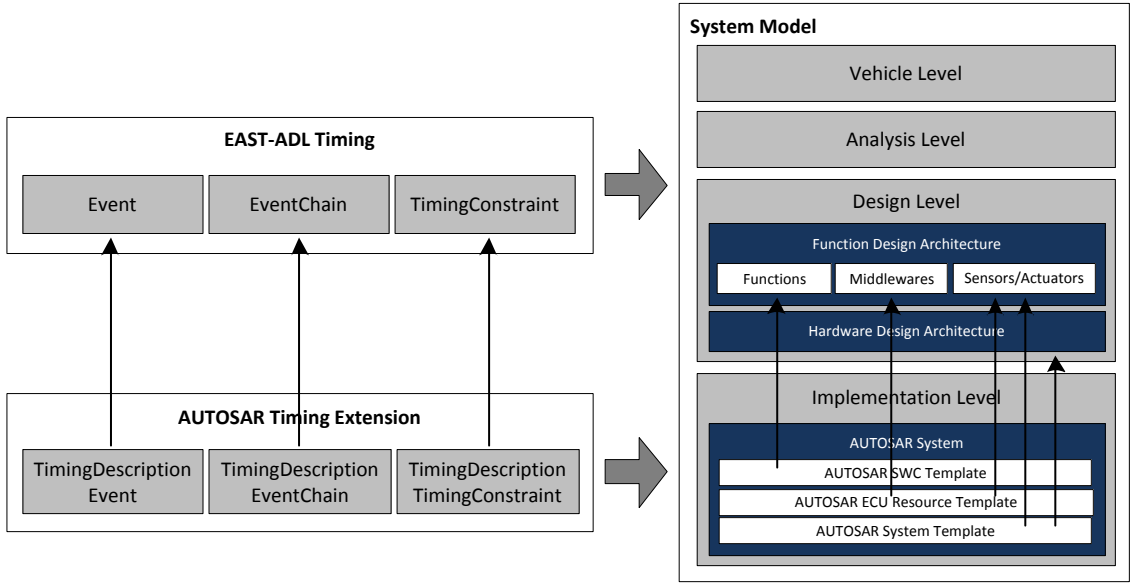 System Model
Vehicle Level
Analysis Level
EAST-ADL Timing
Event
EventChain
TimingConstraint
Design Level
Function Design Architecture
Functions
Middlewares
Sensors/Actuators
Hardware Design Architecture
AUTOSAR Timing Extension
TimingDescription
Event
TimingDescription
EventChain
TimingDescription
TimingConstraint
Implementation Level
AUTOSAR System
AUTOSAR SWC Template
AUTOSAR ECU Resource Template
AUTOSAR System Template